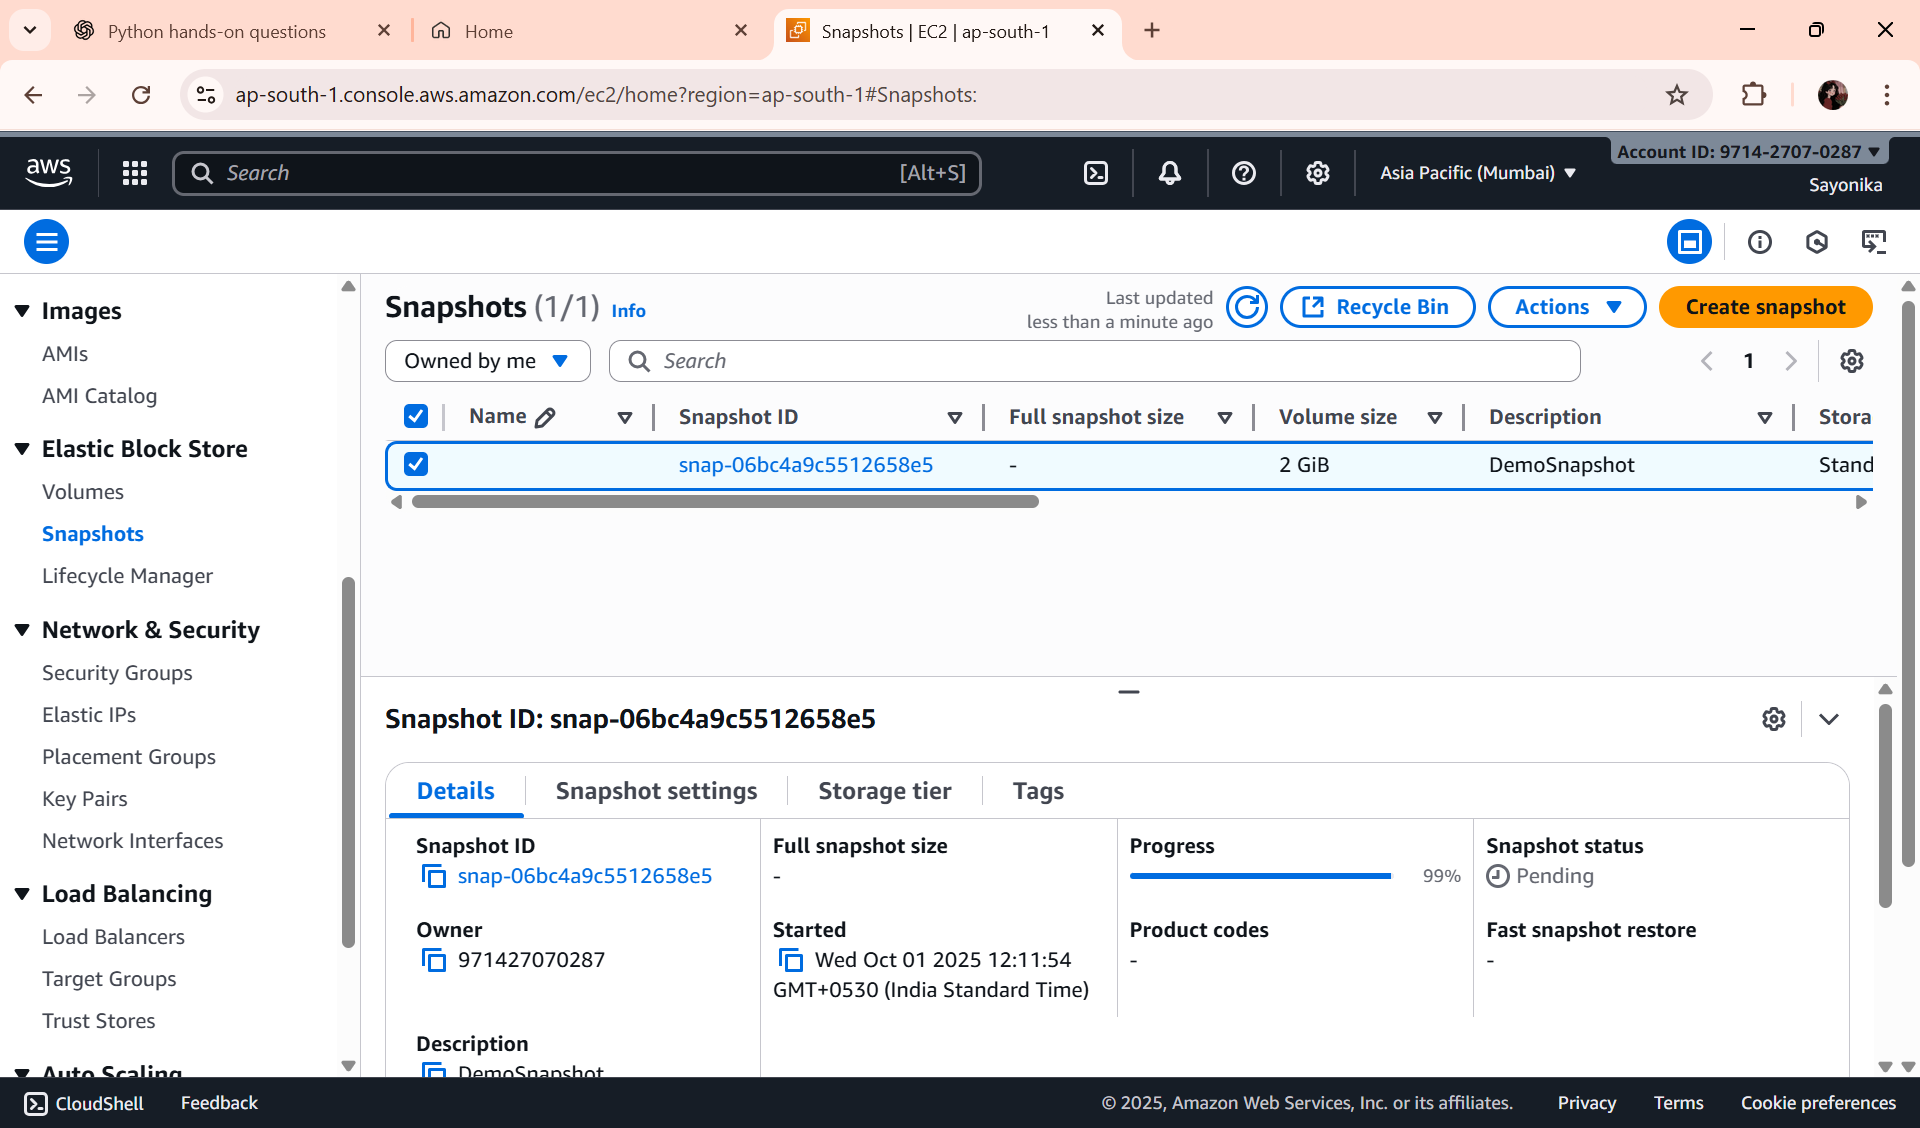 Python hands-on questions
Home
Snapshots | EC2 | ap-south-1
ap-south-1.console.aws.amazon.com/ec2/home?region=ap-south-1#Snapshots:
aws
Search
[Alt+S]
Asia Pacific (Mumbai)
Account ID: 9714-2707-0287
Sayonika
Images
AMIs
AMI Catalog
Elastic Block Store
Volumes
Snapshots
Lifecycle Manager
Network & Security
Security Groups
Elastic IPs
Placement Groups
Key Pairs
Network Interfaces
Load Balancing
Load Balancers
Target Groups
Trust Stores
Auto Scaling
Snapshots (1/1) Info
Last updated
less than a minute ago
Recycle Bin
Actions
Create snapshot
Owned by me
Search
1
Name
Snapshot ID
Full snapshot size
Volume size
Description
Stora
snap-06bc4a9c5512658e5
-
2 GiB
DemoSnapshot
Stand
Snapshot ID: snap-06bc4a9c5512658e5
Details
Snapshot settings
Storage tier
Tags
Snapshot ID
snap-06bc4a9c5512658e5
Full snapshot size
-
Progress
99%
Snapshot status
Pending
Owner
971427070287
Started
Wed Oct 01 2025 12:11:54
GMT+0530 (India Standard Time)
Product codes
-
Fast snapshot restore
-
Description
DemoSnapshot
CloudShell
Feedback
© 2025, Amazon Web Services, Inc. or its affiliates.
Privacy
Terms
Cookie preferences